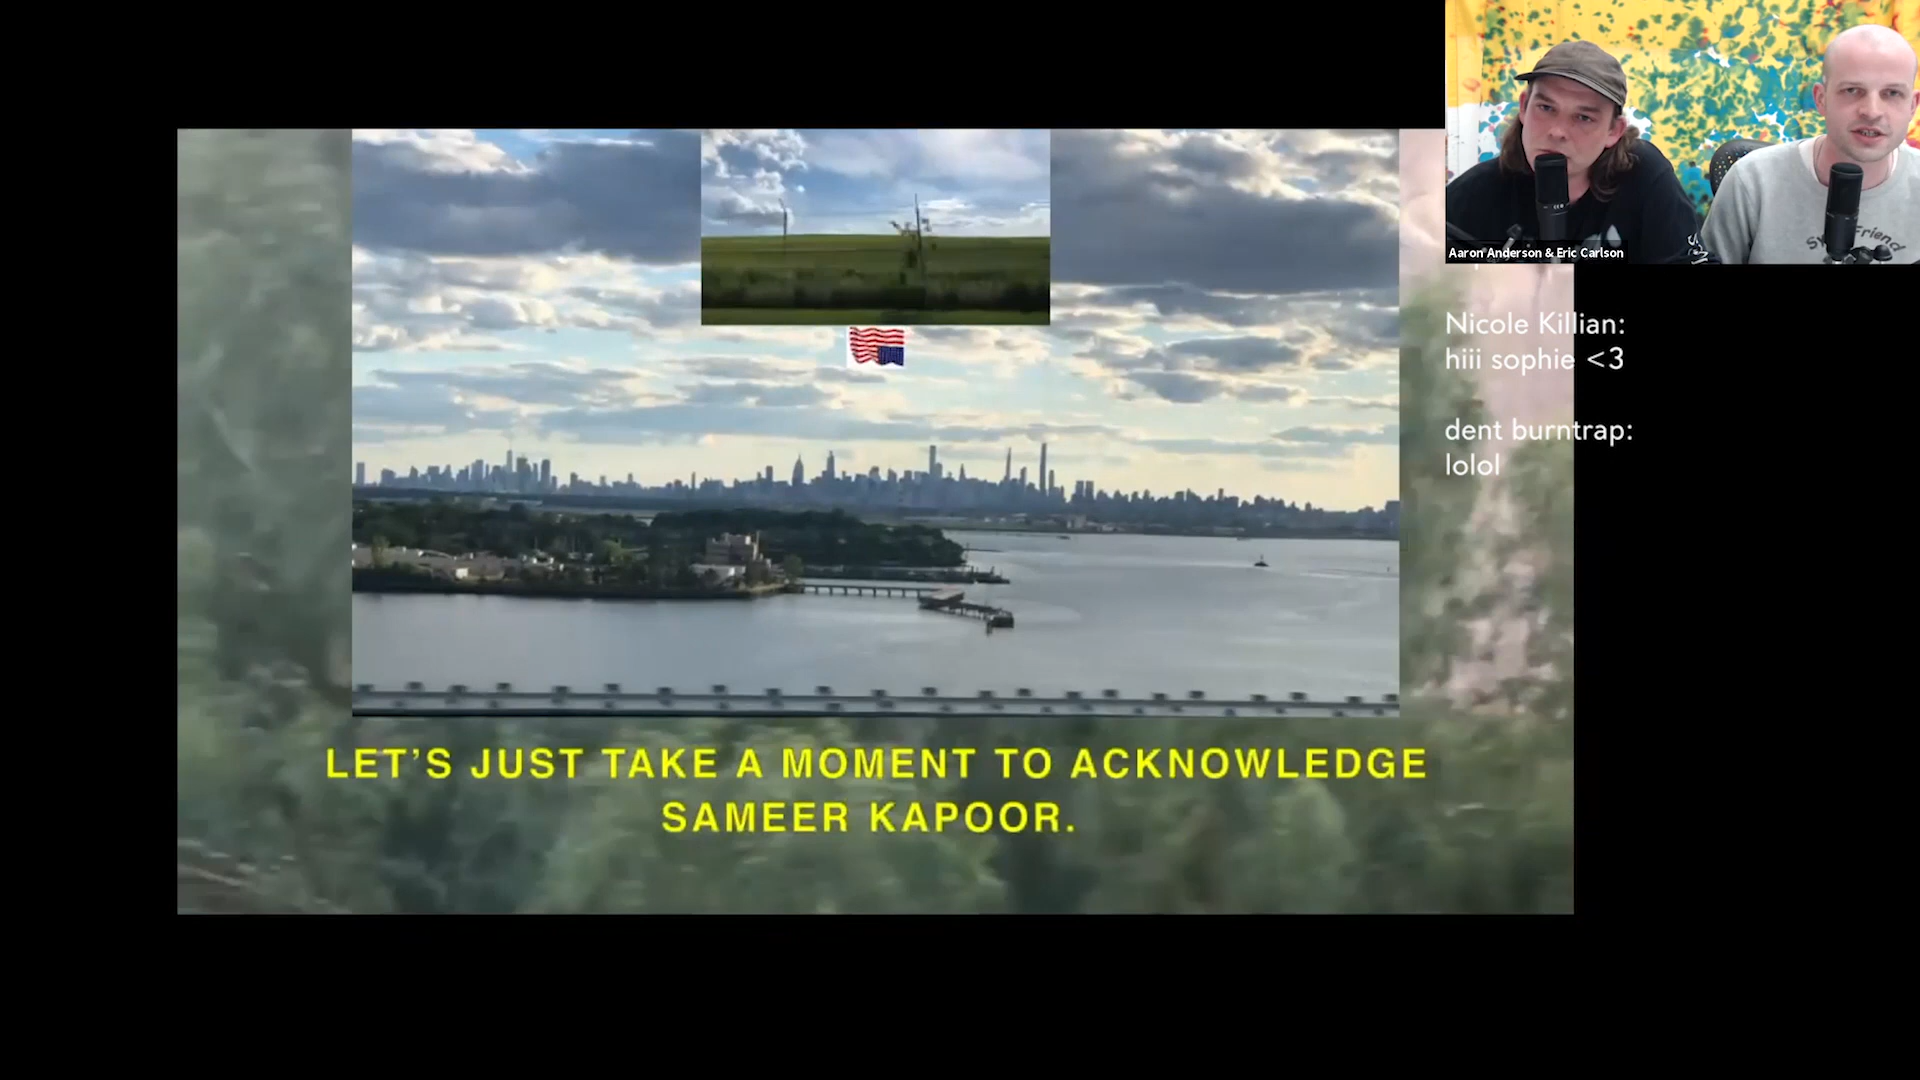 Aaron Anderson & Eric Carlson
Nicole Killian:
hiii sophie <3
dent burntrap:
lolol
LET'S JUST TAKE A MOMENT TO ACKNOWLEDGE
SAMEER KAPOOR.